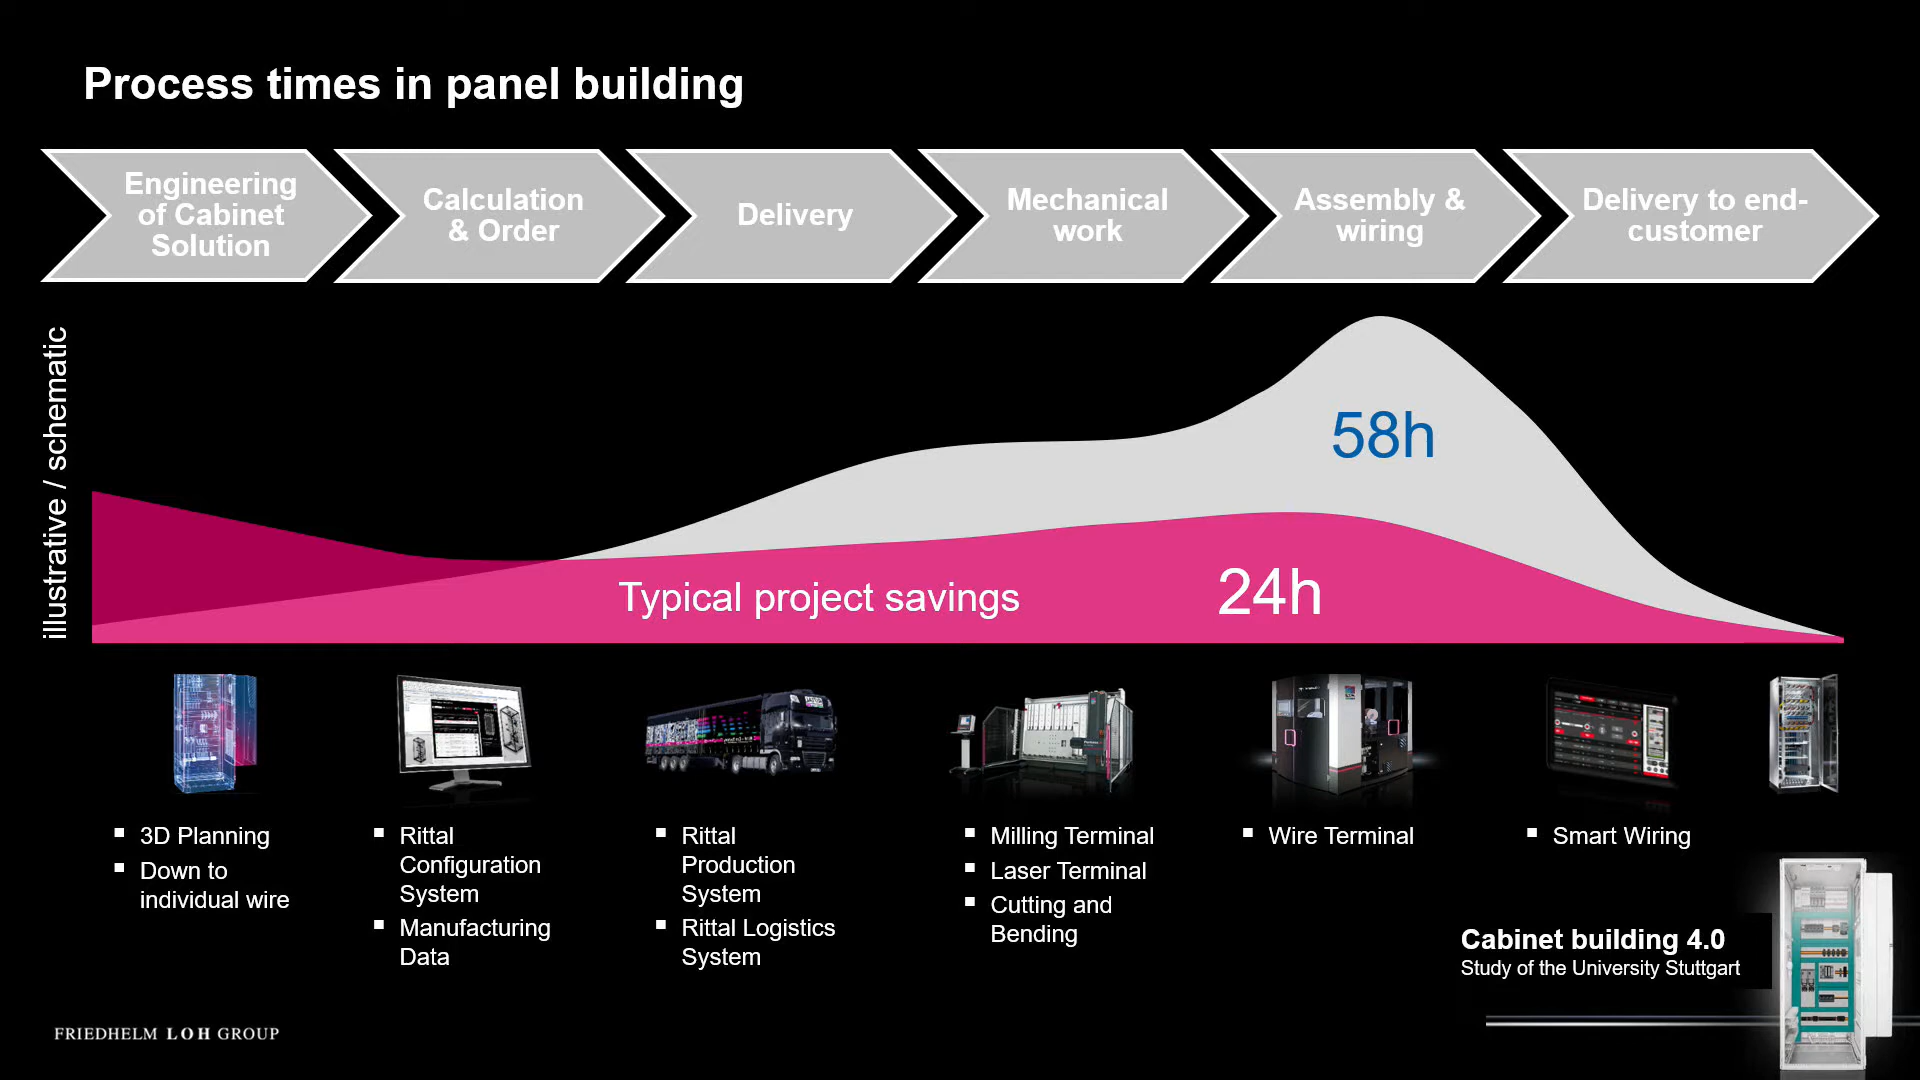 Process times in panel building
Engineering
of Cabinet
Solution
Calculation
& Order
Delivery
Mechanical
work
Assembly &
wiring
Delivery to end-
customer
illustrative / schematic
58h
Typical project savings
24h
▪ 3D Planning
▪ Down to
individual wire
▪ Rittal
Configuration
System
▪ Manufacturing
Data
▪ Rittal
Production
System
▪ Rittal Logistics
System
▪ Milling Terminal
▪ Laser Terminal
▪ Cutting and
Bending
▪ Wire Terminal
▪ Smart Wiring
Cabinet building 4.0
Study of the University Stuttgart
FRIEDHELM LOH GROUP